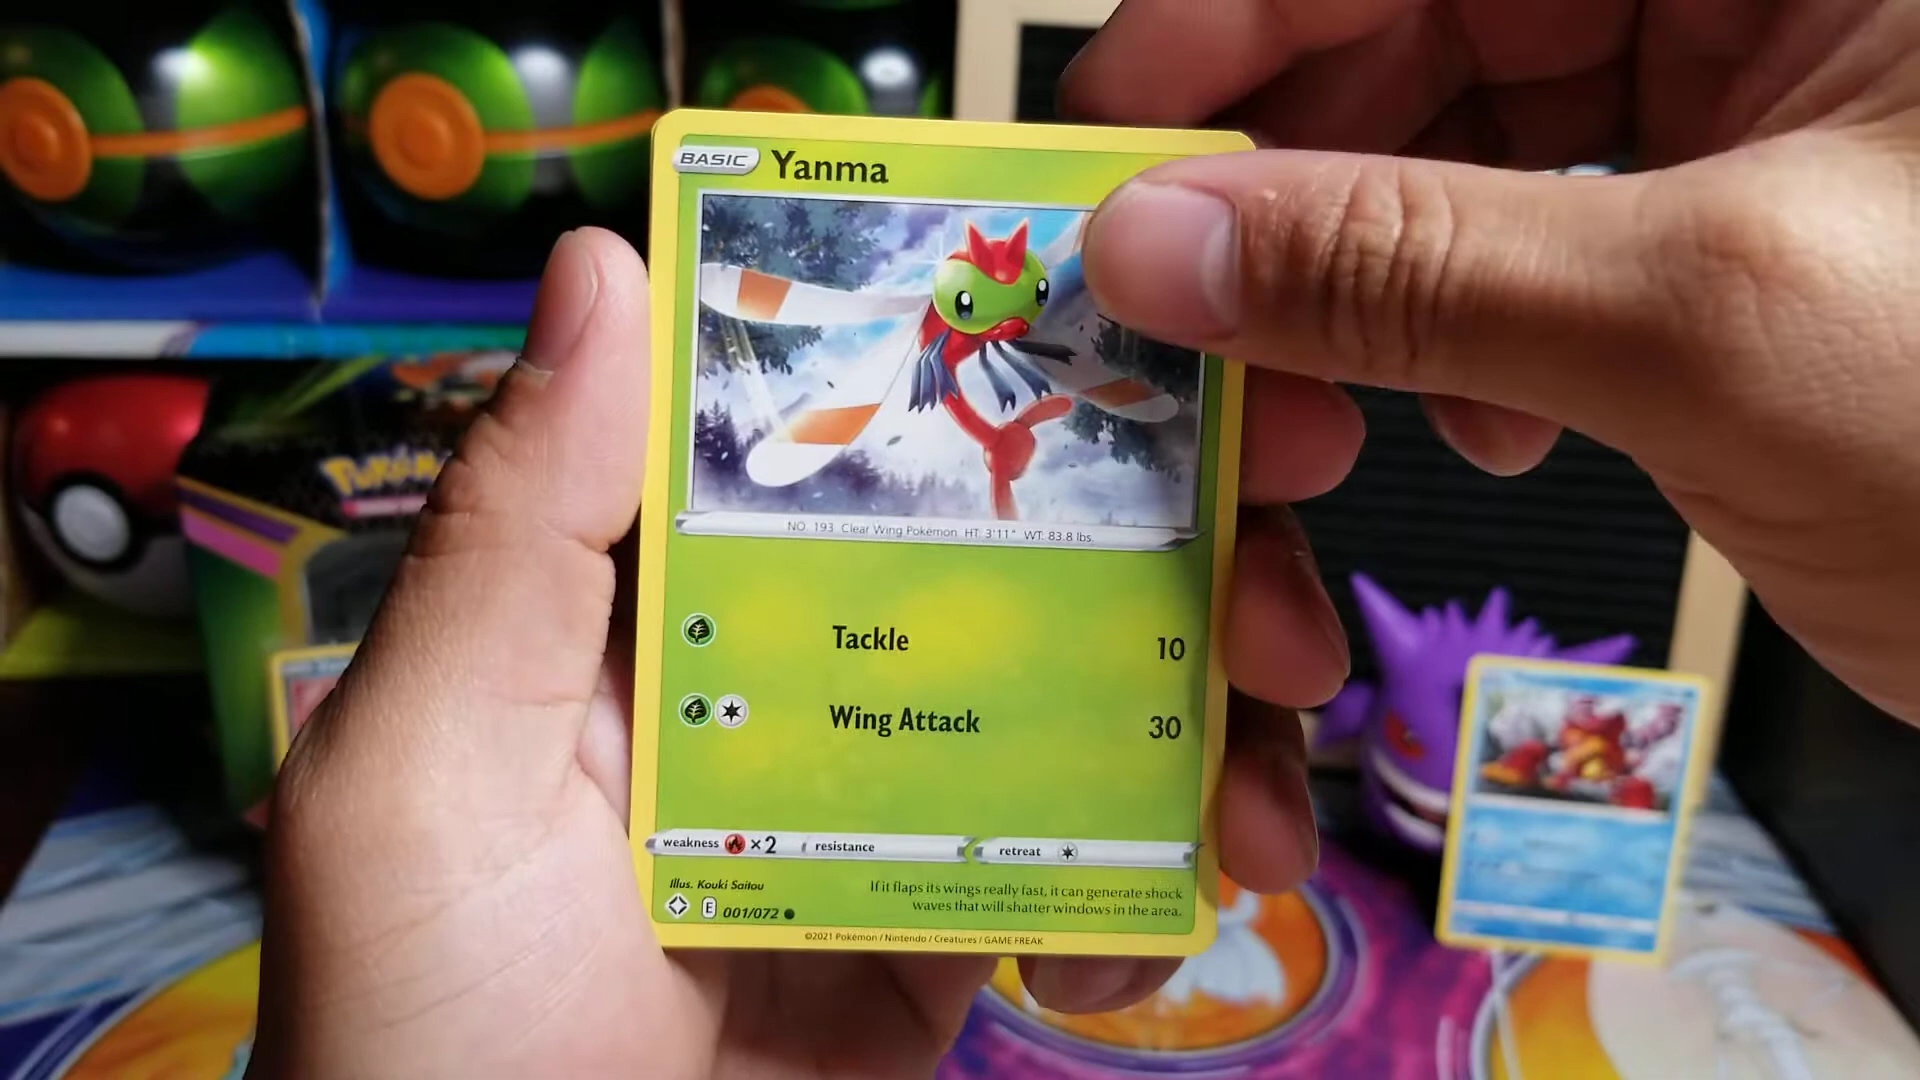 BASIC Yanma
NO. 193 Clear Wing Pokémon HT: 3'11" WT: 83.8 lbs.
Tackle 10
Wing Attack 30
weakness ×2 resistance retreat
Illus. Kouki Saitou
If it flaps its wings really fast, it can generate shock
waves that will shatter windows in the area.
E 001/072
©2021 Pokémon / Nintendo / Creatures / GAME FREAK